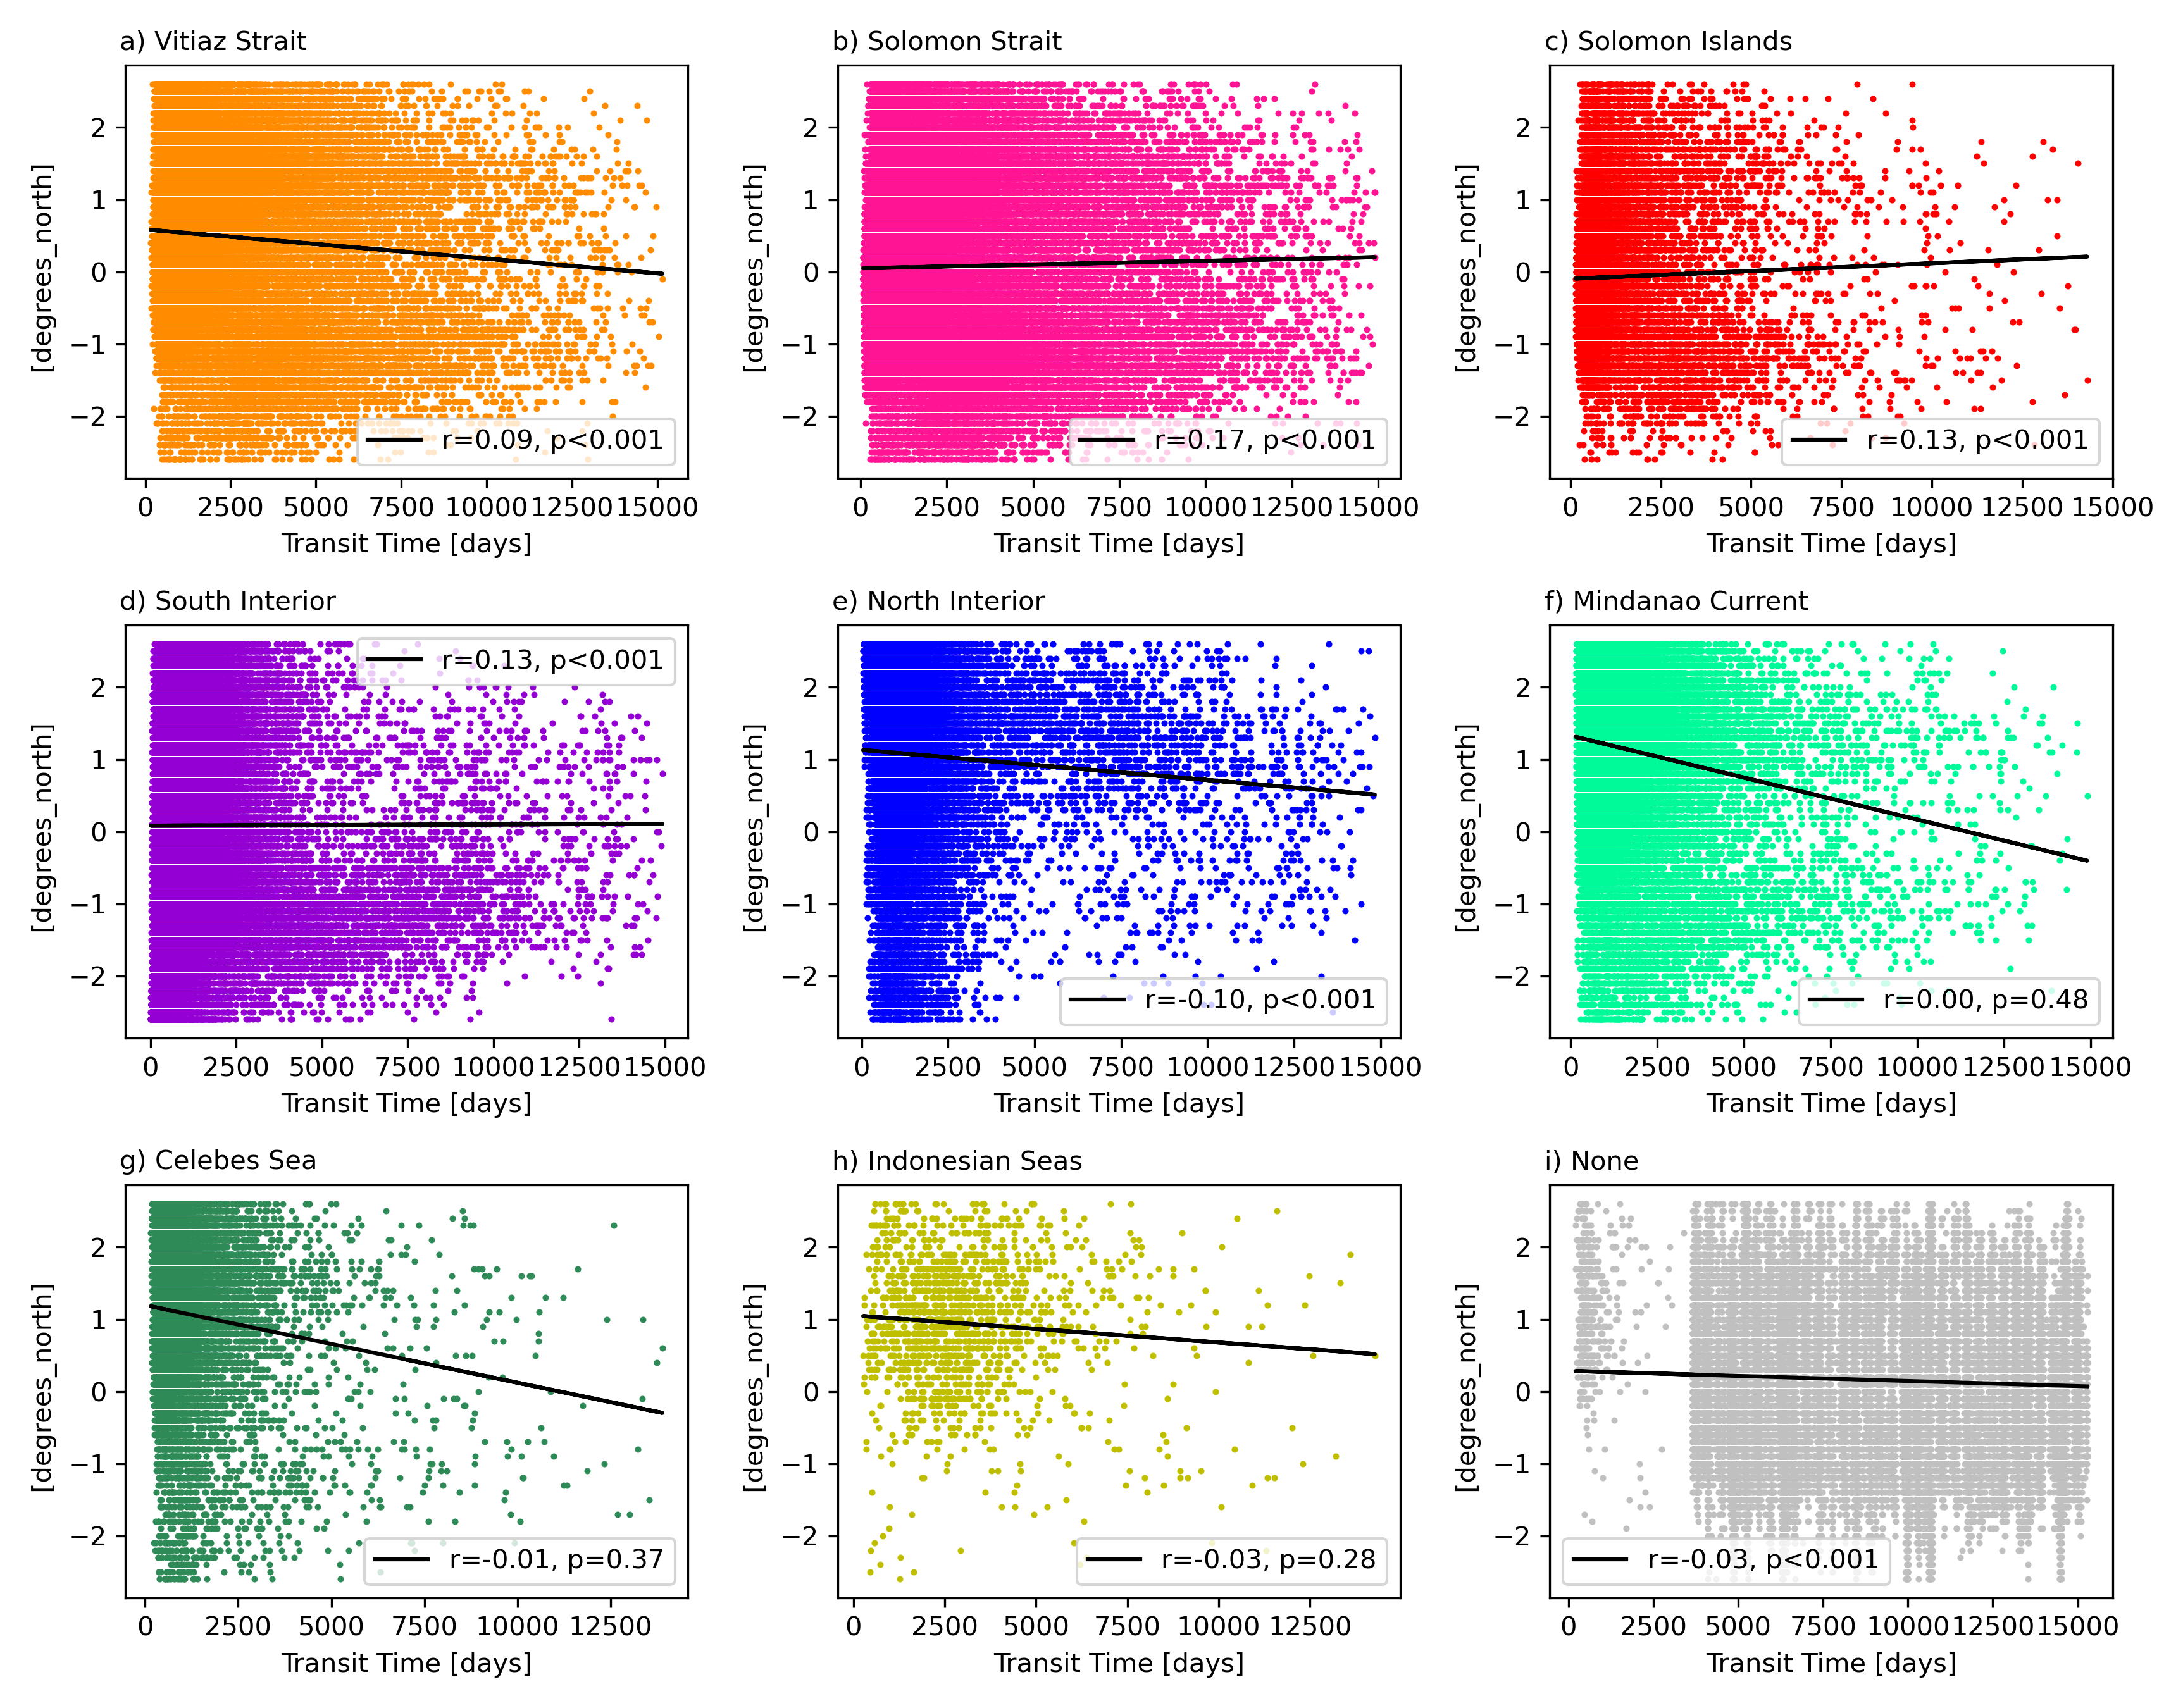 a) Vitiaz Strait
[degrees_north]
2
1
0
−1
−2
r=0.09, p<0.001
0 2500 5000 7500 10000 12500 15000
Transit Time [days]
b) Solomon Strait
[degrees_north]
2
1
0
−1
−2
r=0.17, p<0.001
0 2500 5000 7500 10000 12500 15000
Transit Time [days]
c) Solomon Islands
[degrees_north]
2
1
0
−1
−2
r=0.13, p<0.001
0 2500 5000 7500 10000 12500 15000
Transit Time [days]
d) South Interior
[degrees_north]
r=0.13, p<0.001
2
1
0
−1
−2
0 2500 5000 7500 10000 12500 15000
Transit Time [days]
e) North Interior
[degrees_north]
2
1
0
−1
−2
r=-0.10, p<0.001
0 2500 5000 7500 10000 12500 15000
Transit Time [days]
f) Mindanao Current
[degrees_north]
2
1
0
−1
−2
r=0.00, p=0.48
0 2500 5000 7500 10000 12500 15000
Transit Time [days]
g) Celebes Sea
[degrees_north]
2
1
0
−1
−2
r=-0.01, p=0.37
0 2500 5000 7500 10000 12500
Transit Time [days]
h) Indonesian Seas
[degrees_north]
2
1
0
−1
−2
r=-0.03, p=0.28
0 2500 5000 7500 10000 12500
Transit Time [days]
i) None
[degrees_north]
2
1
0
−1
−2
r=-0.03, p<0.001
0 2500 5000 7500 10000 12500 15000
Transit Time [days]